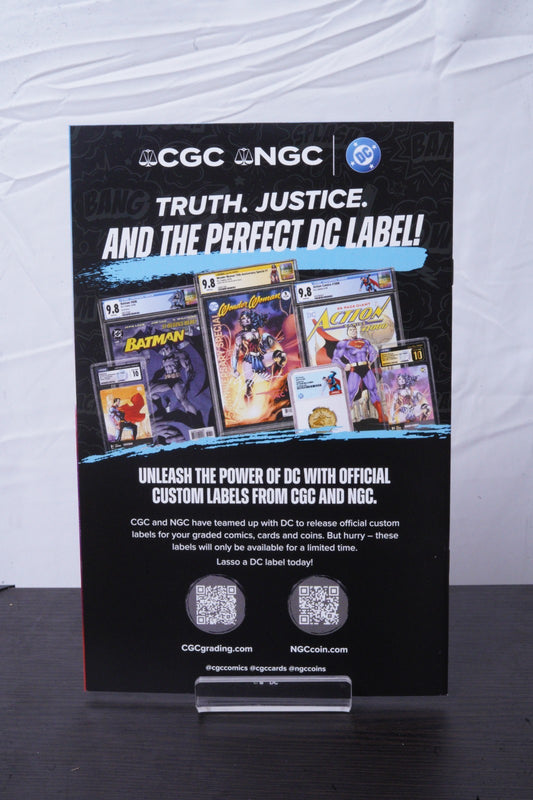 CGC NGC DC
TRUTH. JUSTICE.
AND THE PERFECT DC LABEL!
9.8
9.8
9.8
BATMAN
Wonder Woman
ACTION
10
10
UNLEASH THE POWER OF DC WITH OFFICIAL
CUSTOM LABELS FROM CGC AND NGC.
CGC and NGC have teamed up with DC to release official custom
labels for your graded comics, cards and coins. But hurry – these
labels will only be available for a limited time.
Lasso a DC label today!
CGCgrading.com NGCcoin.com
@cgccomics @cgccards @ngccoins